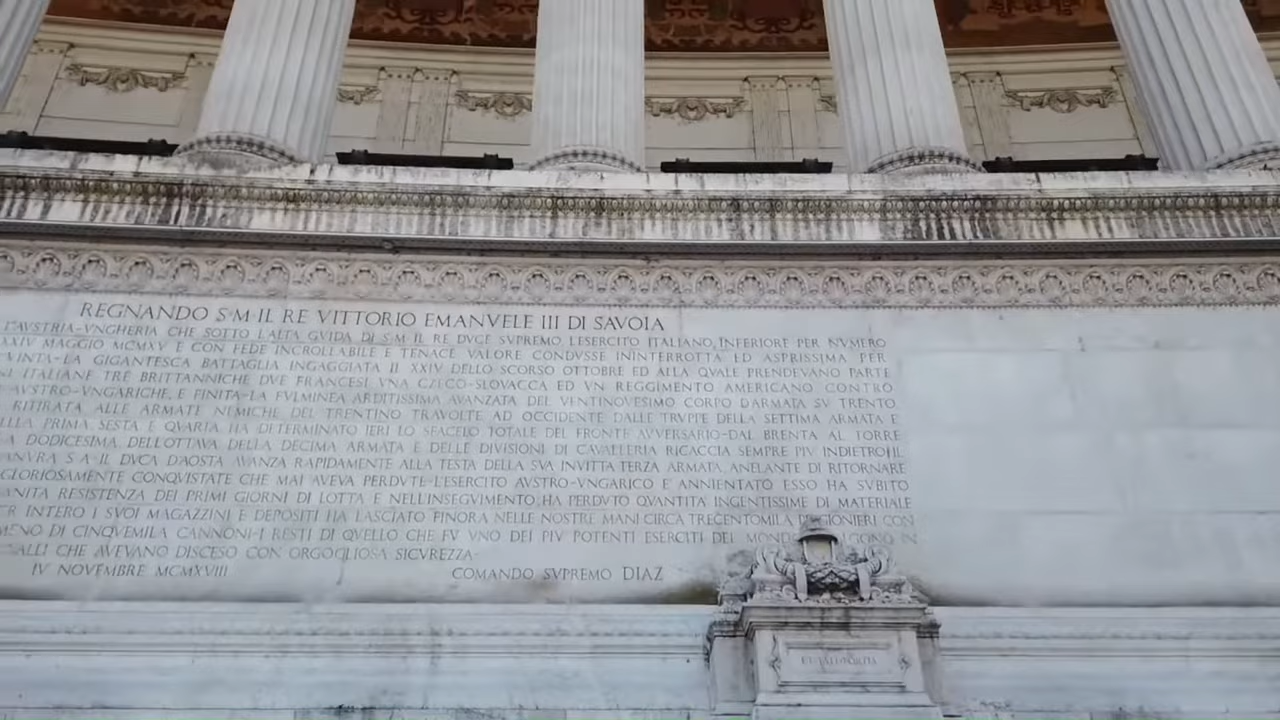 REGNANDO S·M·IL RE VITTORIO EMANVELE III DI SAVOIA
L'AVSTRIA-VNGHERIA CHE SOTTO L'ALTA GVIDA DI S·M·IL RE DVCE SVPREMO L'ESERCITO ITALIANO INFERIORE PER NVMERO
XXIV MAGGIO MCMXV E CON FEDE INCROLLABILE E TENACE VALORE CONDVSSE ININTERROTTA ED ASPRISSIMA PER
VINTA-LA GIGANTESCA BATTAGLIA INGAGGIATA IL XXIV DELLO SCORSO OTTOBRE ED ALLA QVALE PRENDEVANO PARTE
ITALIANE TRE BRITTANNICHE DVE FRANCESI VNA CZECO-SLOVACCA ED VN REGGIMENTO AMERICANO CONTRO
AVSTRO-VNGARICHE E FINITA-LA FVLMINEA ARDITISSIMA AVANZATA DEL VENTINOVESIMO CORPO D'ARMATA SV TRENTO
RITIRATA ALLE ARMATE NEMICHE DEL TRENTINO TRAVOLTE AD OCCIDENTE DALLE TRVPPE DELLA SETTIMA ARMATA E
PRIMA SESTA E QVARTA HA DETERMINATO IERI LO SFACELO TOTALE DEL FRONTE AVVERSARIO-DAL BRENTA AL TORRE
DODICESIMA DELL'OTTAVA DELLA DECIMA ARMATA E DELLE DIVISIONI DI CAVALLERIA RICACCIA SEMPRE PIV INDIETRO IL
S·A·IL DVCA D'AOSTA AVANZA RAPIDAMENTE ALLA TESTA DELLA SVA INVITTA TERZA ARMATA ANELANTE DI RITORNARE
GLORIOSAMENTE CONQVISTATE CHE MAI AVEVA PERDVTE-L'ESERCITO AVSTRO-VNGARICO E ANNIENTATO ESSO HA SVBITO
RESISTENZA DEI PRIMI GIORNI DI LOTTA E NELL'INSEGVIMENTO HA PERDVTO QVANTITA INGENTISSIME DI MATERIALE
INTERO I SVOI MAGAZZINI E DEPOSITI HA LASCIATO FINORA NELLE NOSTRE MANI CIRCA TRECENTOMILA PRIGIONIERI CON
MENO DI CINQVEMILA CANNONI-I RESTI DI QVELLO CHE FV VNO DEI PIV POTENTI ESERCITI DEL IN
CHE AVEVANO DISCESO CON ORGOGLIOSA SICVREZZA-
IV NOVEMBRE MCMXVIII COMANDO SVPREMO DIAZ